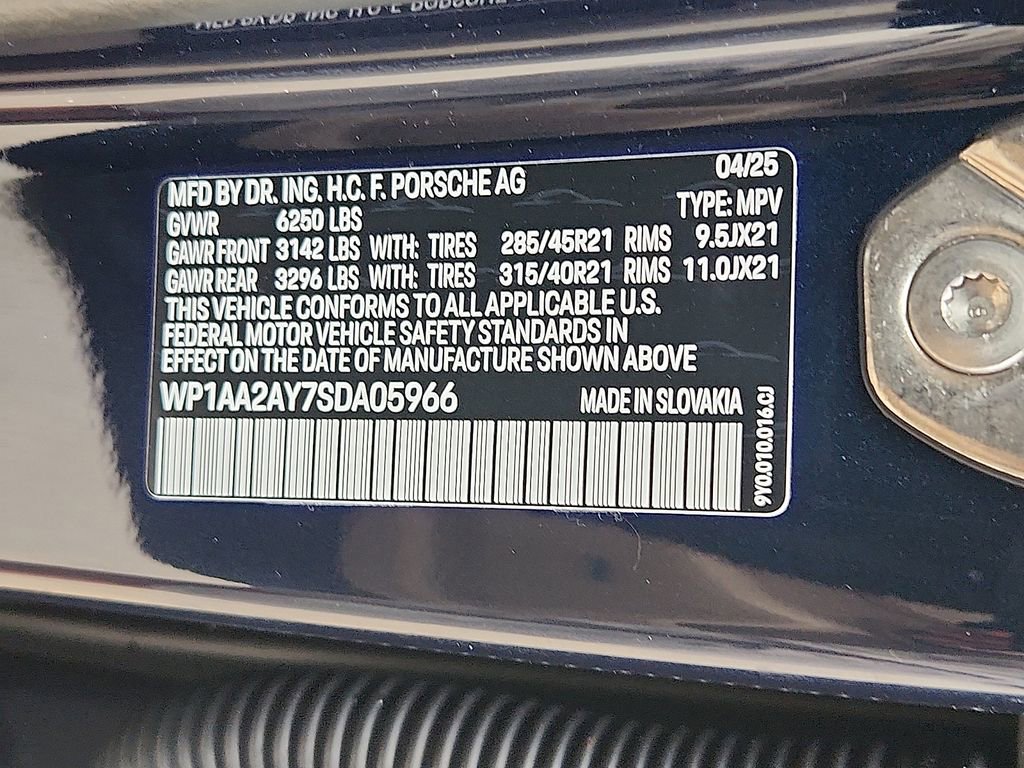 MFD BY DR. ING. H.C. F. PORSCHE AG 04/25
GVWR 6250 LBS TYPE: MPV
GAWR FRONT 3142 LBS WITH: TIRES 285/45R21 RIMS 9.5JX21
GAWR REAR 3296 LBS WITH: TIRES 315/40R21 RIMS 11.0JX21
THIS VEHICLE CONFORMS TO ALL APPLICABLE U.S.
FEDERAL MOTOR VEHICLE SAFETY STANDARDS IN
EFFECT ON THE DATE OF MANUFACTURE SHOWN ABOVE
WP1AA2AY7SDA05966 MADE IN SLOVAKIA
9Y0.010.016.CJ